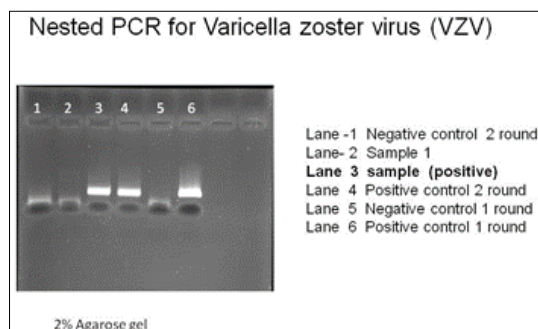 Nested PCR for Varicella zoster virus (VZV)
1 2 3 4 5 6
Lane -1 Negative control 2 round
Lane- 2 Sample 1
Lane 3 sample (positive)
Lane 4 Positive control 2 round
Lane 5 Negative control 1 round
Lane 6 Positive control 1 round
2% Agarose gel